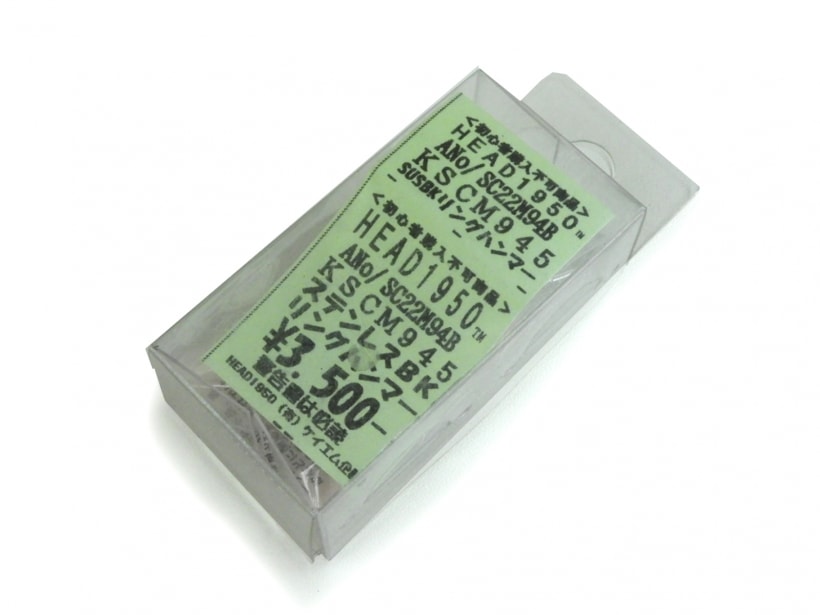 <初心者購入不可商品>
HEAD1950™
ANo/SC22M94B
KSCM945
SUSBKリングハンマー
<初心者購入不可商品>
HEAD1950™
ANo/SC22M94B
KSCM945
ステンレスBK
リングハンマー
¥3.500-
警告書は必読
HEAD1950 (有) ケイエム企画